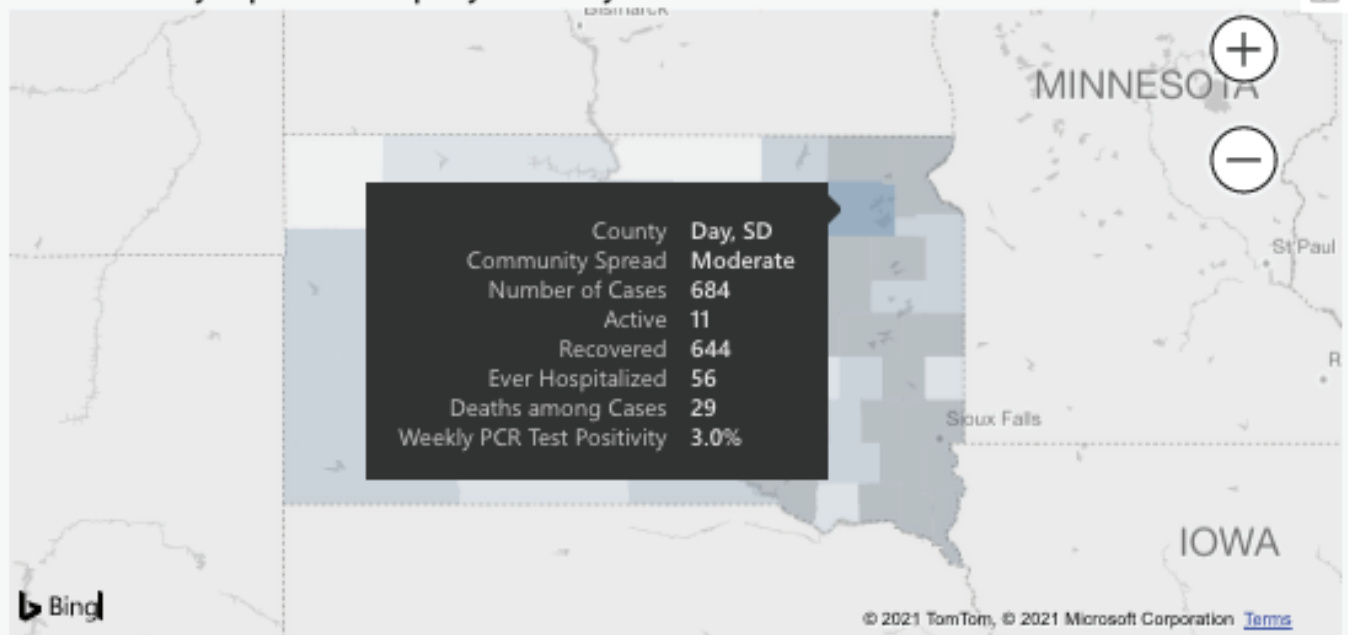 Bismarck
MINNESOTA
St Paul
County Day, SD
Community Spread Moderate
Number of Cases 684
Active 11
Recovered 644
Ever Hospitalized 56
Deaths among Cases 29
Weekly PCR Test Positivity 3.0%
R
Sioux Falls
IOWA
Bing
© 2021 TomTom, © 2021 Microsoft Corporation Terms